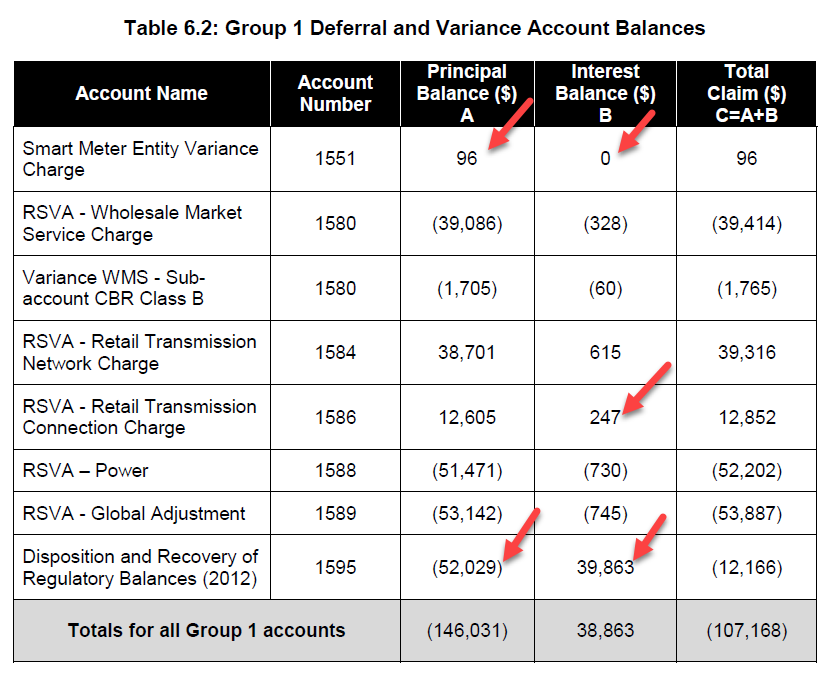 Table 6.2: Group 1 Deferral and Variance Account Balances
Account Name
Account
Number
Principal
Balance ($)
A
Interest
Balance ($)
B
Total
Claim ($)
C=A+B
Smart Meter Entity Variance
Charge
1551
96
0
96
RSVA - Wholesale Market
Service Charge
1580
(39,086)
(328)
(39,414)
Variance WMS - Sub-
account CBR Class B
1580
(1,705)
(60)
(1,765)
RSVA - Retail Transmission
Network Charge
1584
38,701
615
39,316
RSVA - Retail Transmission
Connection Charge
1586
12,605
247
12,852
RSVA – Power
1588
(51,471)
(730)
(52,202)
RSVA - Global Adjustment
1589
(53,142)
(745)
(53,887)
Disposition and Recovery of
Regulatory Balances (2012)
1595
(52,029)
39,863
(12,166)
Totals for all Group 1 accounts
(146,031)
38,863
(107,168)